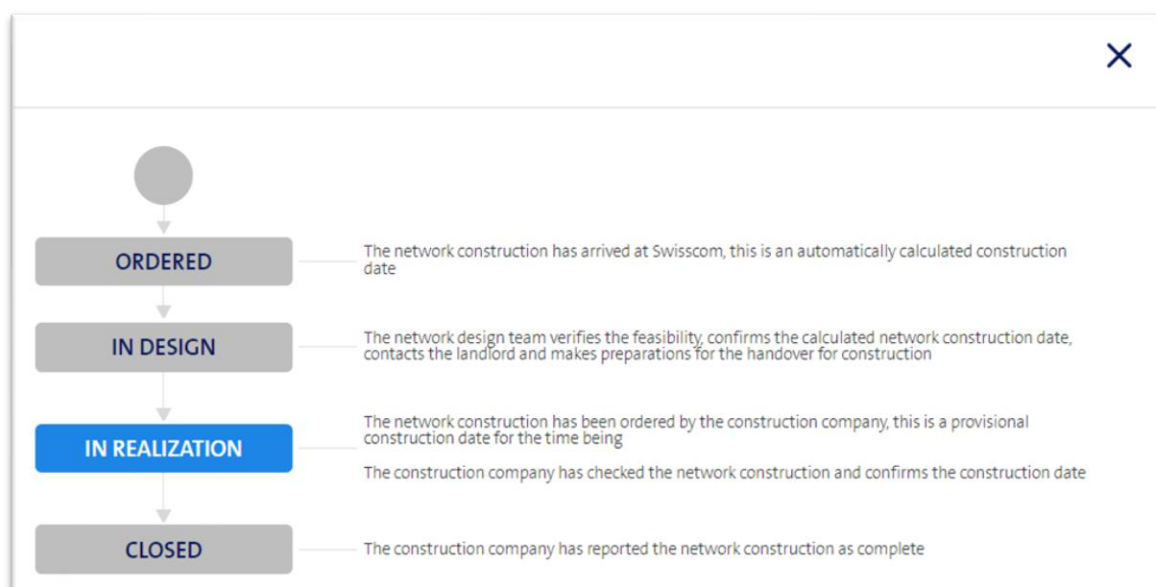 ORDERED
The network construction has arrived at Swisscom, this is an automatically calculated construction
date
IN DESIGN
The network design team verifies the feasibility, confirms the calculated network construction date,
contacts the landlord and makes preparations for the handover for construction
IN REALIZATION
The network construction has been ordered by the construction company, this is a provisional
construction date for the time being
The construction company has checked the network construction and confirms the construction date
CLOSED
The construction company has reported the network construction as complete